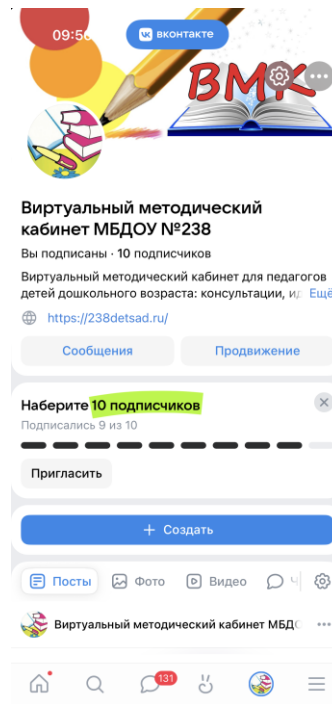 09:50
вконтакте
ВМК
Виртуальный методический
кабинет МБДОУ №238
Вы подписаны · 10 подписчиков
Виртуальный методический кабинет для педагогов
детей дошкольного возраста: консультации, ид Ещё
https://238detsad.ru/
Сообщения Продвижение
Наберите 10 подписчиков
Подписались 9 из 10
Пригласить
+ Создать
Посты Фото Видео Ч
Виртуальный методический кабинет МБДО
131